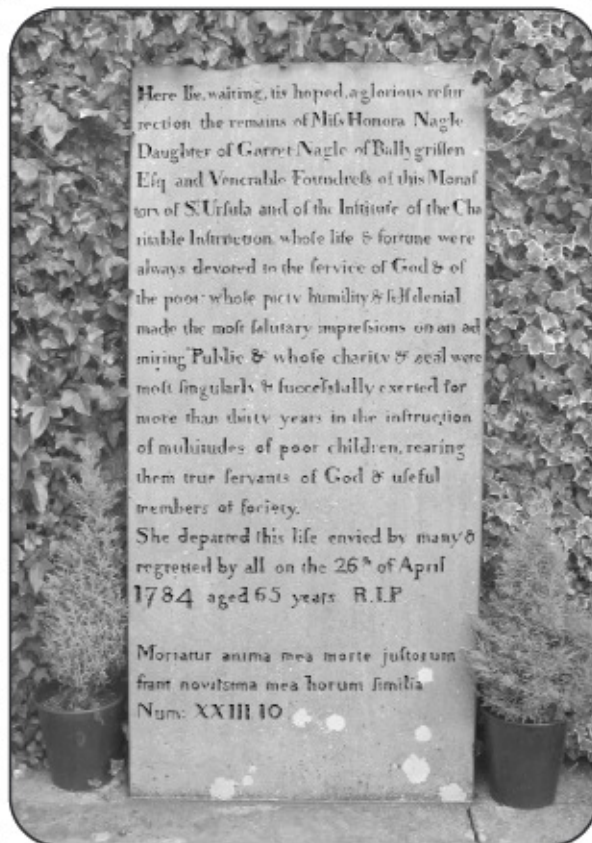 Here lie, waiting, tis hoped, a glorious reſur
rection the remains of Miſs Honora Nagle
Daughter of Garret Nagle of Ballygriſſen
Eſq and Venerable Foundreſs of this Monaſ
tory of S. Urſula and of the Inſtitute of the Cha
ritable Inſtruction whoſe life & fortune were
always devoted to the ſervice of God & of
the poor whoſe piety humility & ſelf denial
made the moſt ſalutary impreſsions on an ad
miring Public & whoſe charity & zeal were
moſt ſingularly & ſucceſsfully exerted for
more than thirty years in the inſtruction
of multitudes of poor children, rearing
them true ſervants of God & uſeful
members of ſociety.
She departed this life envied by many &
regretted by all on the 26th of April
1784 aged 65 years R.I.P
Moriatur anima mea morte juſtorum
fiant noviſsima mea horum ſimilia
Num: XXIII 10